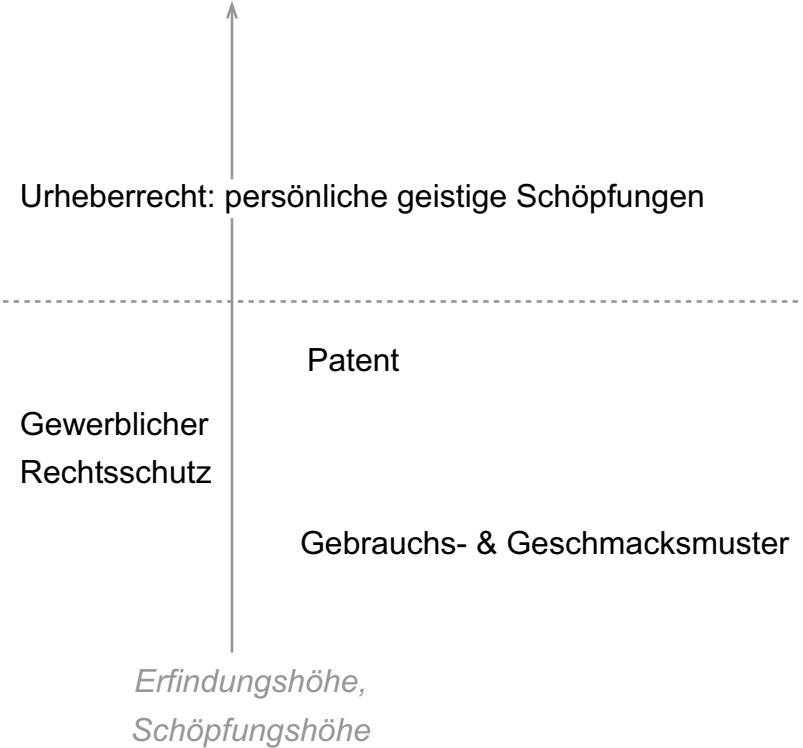 Urheberrecht: persönliche geistige Schöpfungen
Patent
Gewerblicher
Rechtsschutz
Gebrauchs- & Geschmacksmuster
Erfindungshöhe,
Schöpfungshöhe